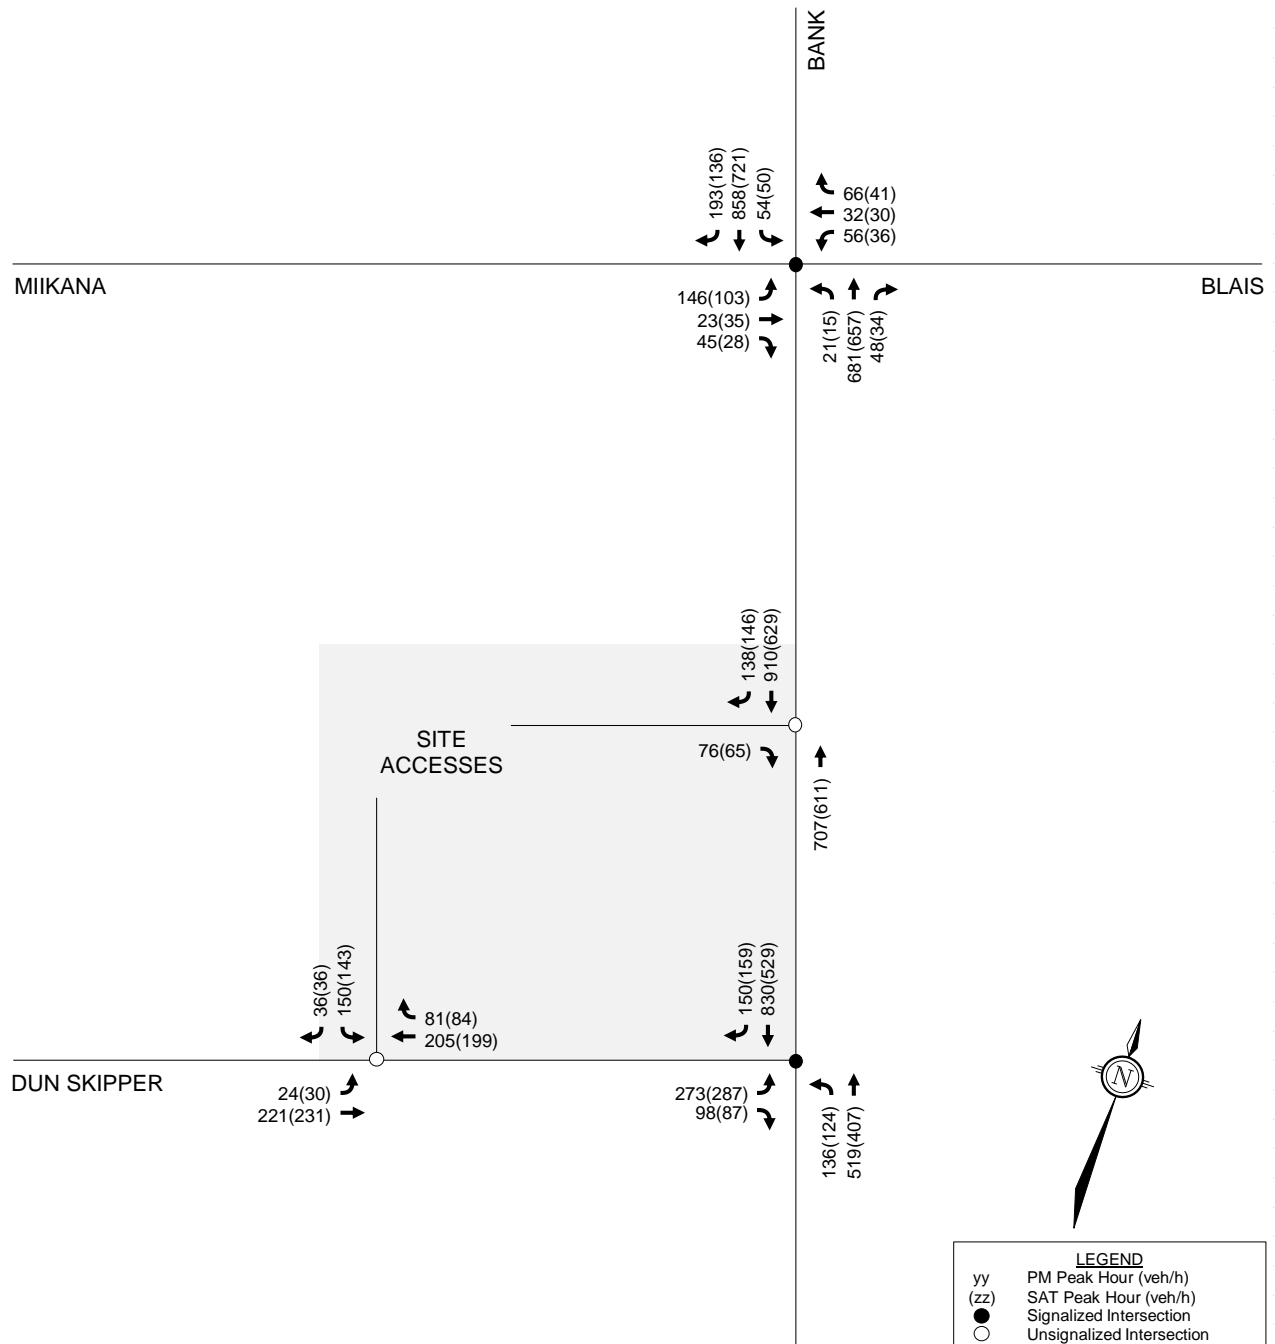 BANK
193(136)
858(721)
54(50)
66(41)
32(30)
56(36)
MIIKANA
BLAIS
146(103)
23(35)
45(28)
21(15)
681(657)
48(34)
138(146)
910(629)
SITE
ACCESSES
76(65)
707(611)
36(36)
150(143)
81(84)
205(199)
150(159)
830(529)
DUN SKIPPER
24(30)
221(231)
273(287)
98(87)
136(124)
519(407)
N
LEGEND
yy PM Peak Hour (veh/h)
(zz) SAT Peak Hour (veh/h)
Signalized Intersection
Unsignalized Intersection